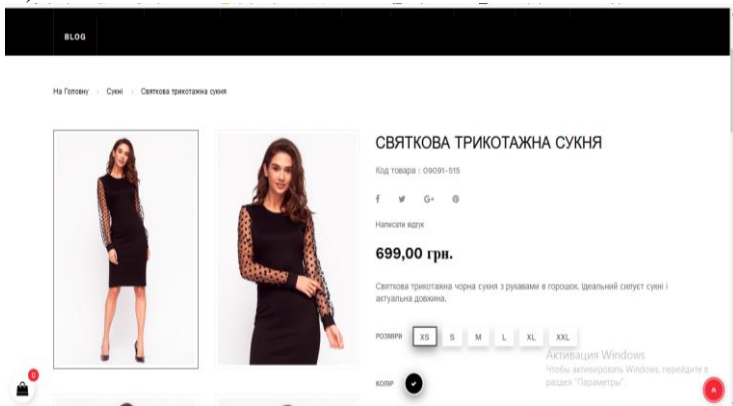 BLOG
На Головну › Сукні › Святкова трикотажна сукня
СВЯТКОВА ТРИКОТАЖНА СУКНЯ
Код товара : 09091-515
Написати відгук
699,00 грн.
Святкова трикотажна чорна сукня з рукавами в горошок. Ідеальний силует сукні і
актуальна довжина.
РОЗМІРИ XS S M L XL XXL
Активация Windows
Чтобы активировать Windows, перейдите в
раздел "Параметры".
КОЛІР
0